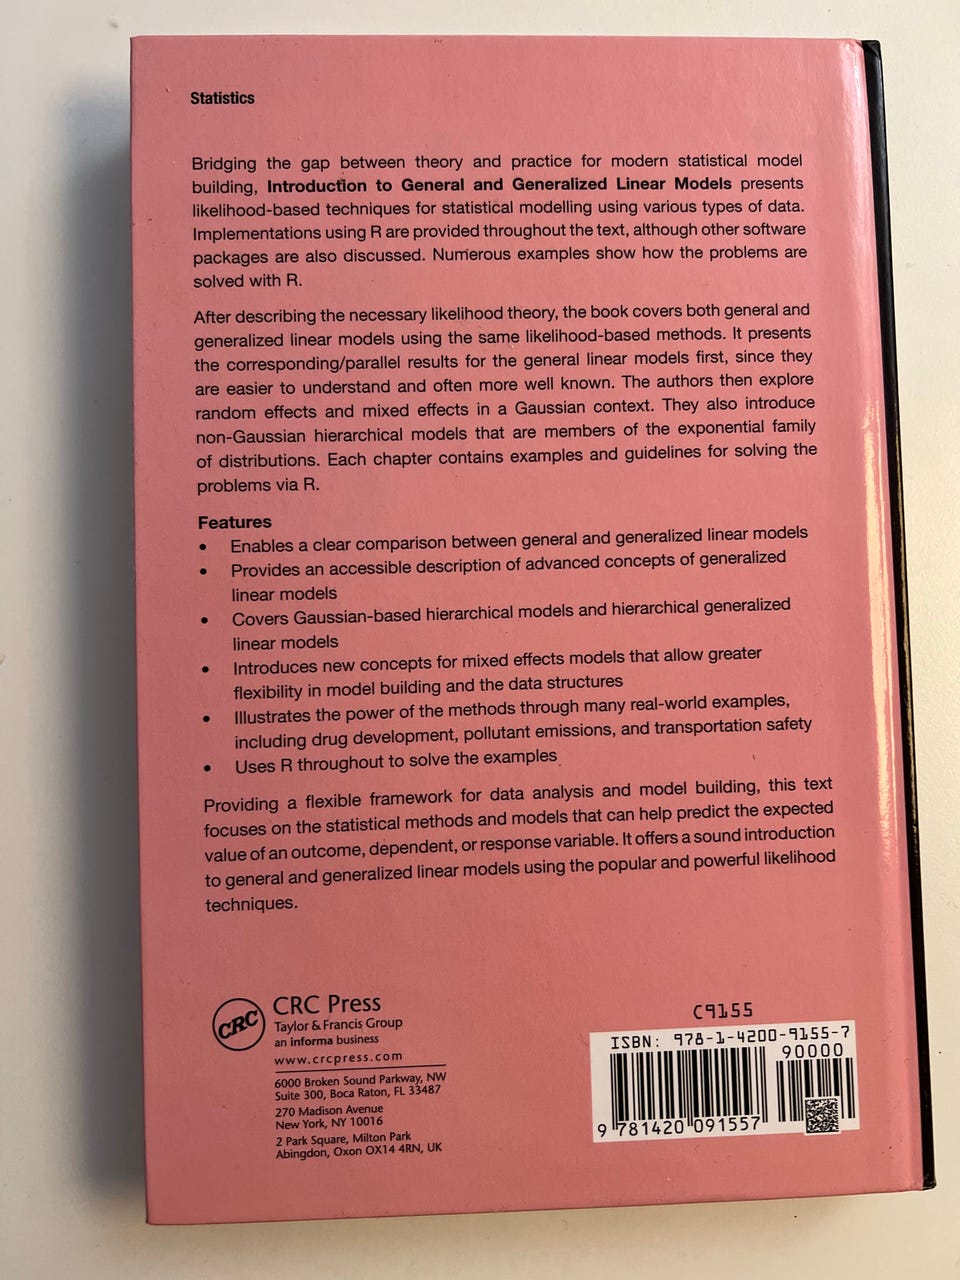 Statistics
Bridging the gap between theory and practice for modern statistical model
building, Introduction to General and Generalized Linear Models presents
likelihood-based techniques for statistical modelling using various types of data.
Implementations using R are provided throughout the text, although other software
packages are also discussed. Numerous examples show how the problems are
solved with R.
After describing the necessary likelihood theory, the book covers both general and
generalized linear models using the same likelihood-based methods. It presents
the corresponding/parallel results for the general linear models first, since they
are easier to understand and often more well known. The authors then explore
random effects and mixed effects in a Gaussian context. They also introduce
non-Gaussian hierarchical models that are members of the exponential family
of distributions. Each chapter contains examples and guidelines for solving the
problems via R.
Features
• Enables a clear comparison between general and generalized linear models
• Provides an accessible description of advanced concepts of generalized
linear models
• Covers Gaussian-based hierarchical models and hierarchical generalized
linear models
• Introduces new concepts for mixed effects models that allow greater
flexibility in model building and the data structures
• Illustrates the power of the methods through many real-world examples,
including drug development, pollutant emissions, and transportation safety
• Uses R throughout to solve the examples
Providing a flexible framework for data analysis and model building, this text
focuses on the statistical methods and models that can help predict the expected
value of an outcome, dependent, or response variable. It offers a sound introduction
to general and generalized linear models using the popular and powerful likelihood
techniques.
CRC
CRC Press
Taylor & Francis Group
an informa business
www.crcpress.com
6000 Broken Sound Parkway, NW
Suite 300, Boca Raton, FL 33487
270 Madison Avenue
New York, NY 10016
2 Park Square, Milton Park
Abingdon, Oxon OX14 4RN, UK
C9155
ISBN: 978-1-4200-9155-7
90000
9 781420 091557